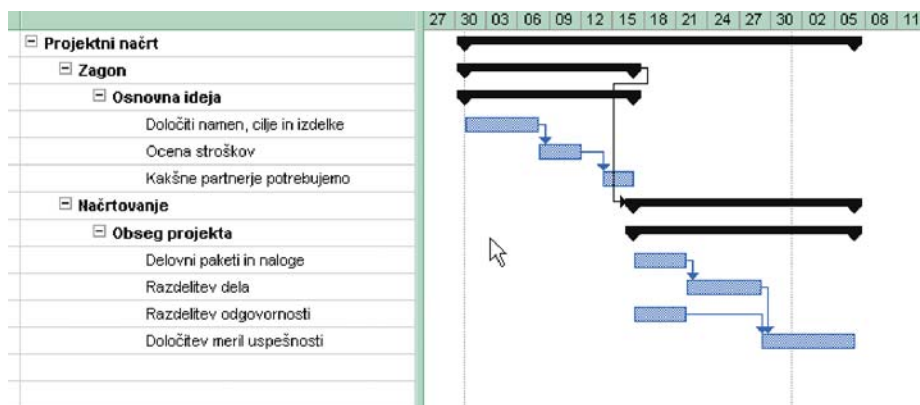 27 30 03 06 09 12 15 18 21 24 27 30 02 05 08 11
Projektni načrt
Zagon
Osnovna ideja
Določiti namen, cilje in izdelke
Ocena stroškov
Kakšne partnerje potrebujemo
Načrtovanje
Obseg projekta
Delovni paketi in naloge
Razdelitev dela
Razdelitev odgovornosti
Določitev meril uspešnosti